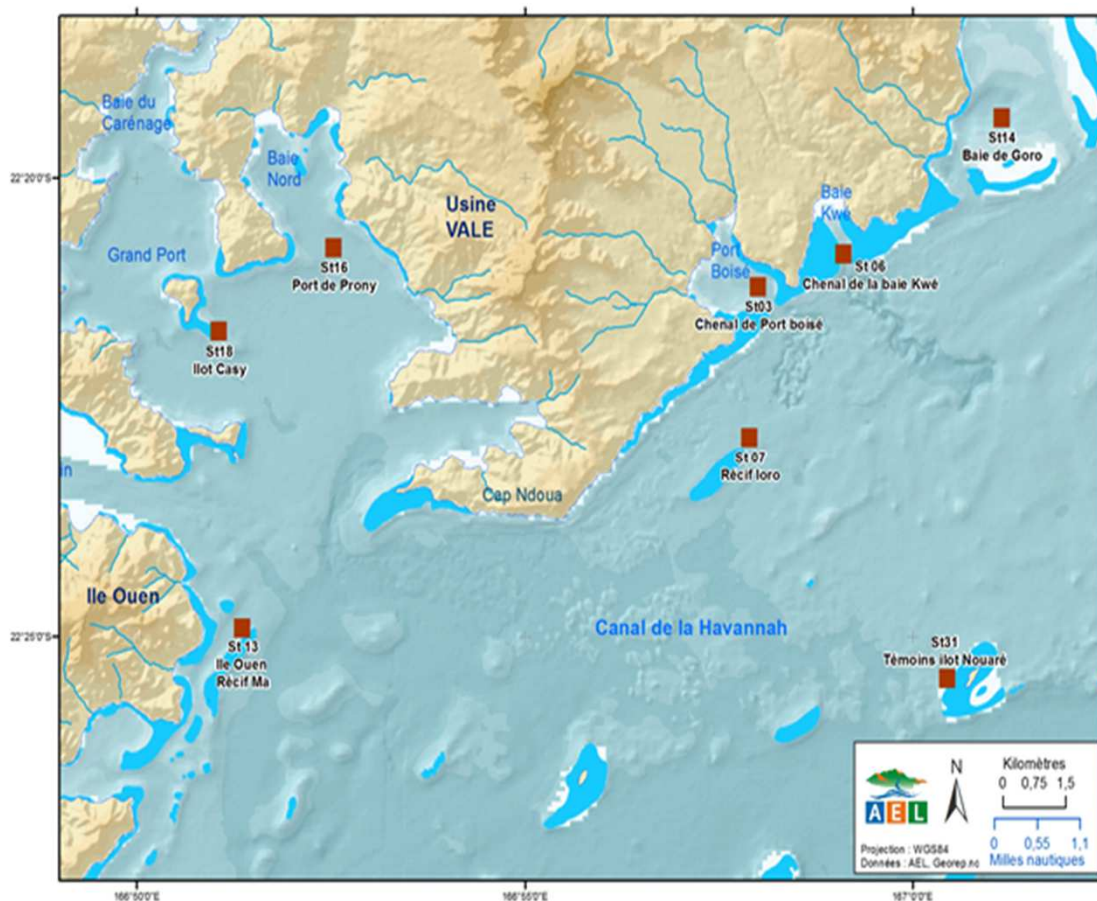 Baie du
Carénage
Baie
Nord
St14
Baie de Goro
22°20'0"S
Usine
VALE
Baie
Kwé
Grand Port
St16
Port de Prony
Port
Boisé
St 06
Chenal de la baie Kwé
St03
Chenal de Port boisé
St18
Ilot Casy
St 07
Récif Ioro
in
Cap Ndoua
Ile Ouen
22°25'0"S
St 13
Ile Ouen
Récif Ma
Canal de la Havannah
St31
Témoins ilot Nouaré
AEL
N
Kilomètres
0 0,75 1,5
0 0,55 1,1
Milles nautiques
Projection : WGS84
Données : AEL, Georep.nc
166°50'0"E
166°55'0"E
167°0'0"E